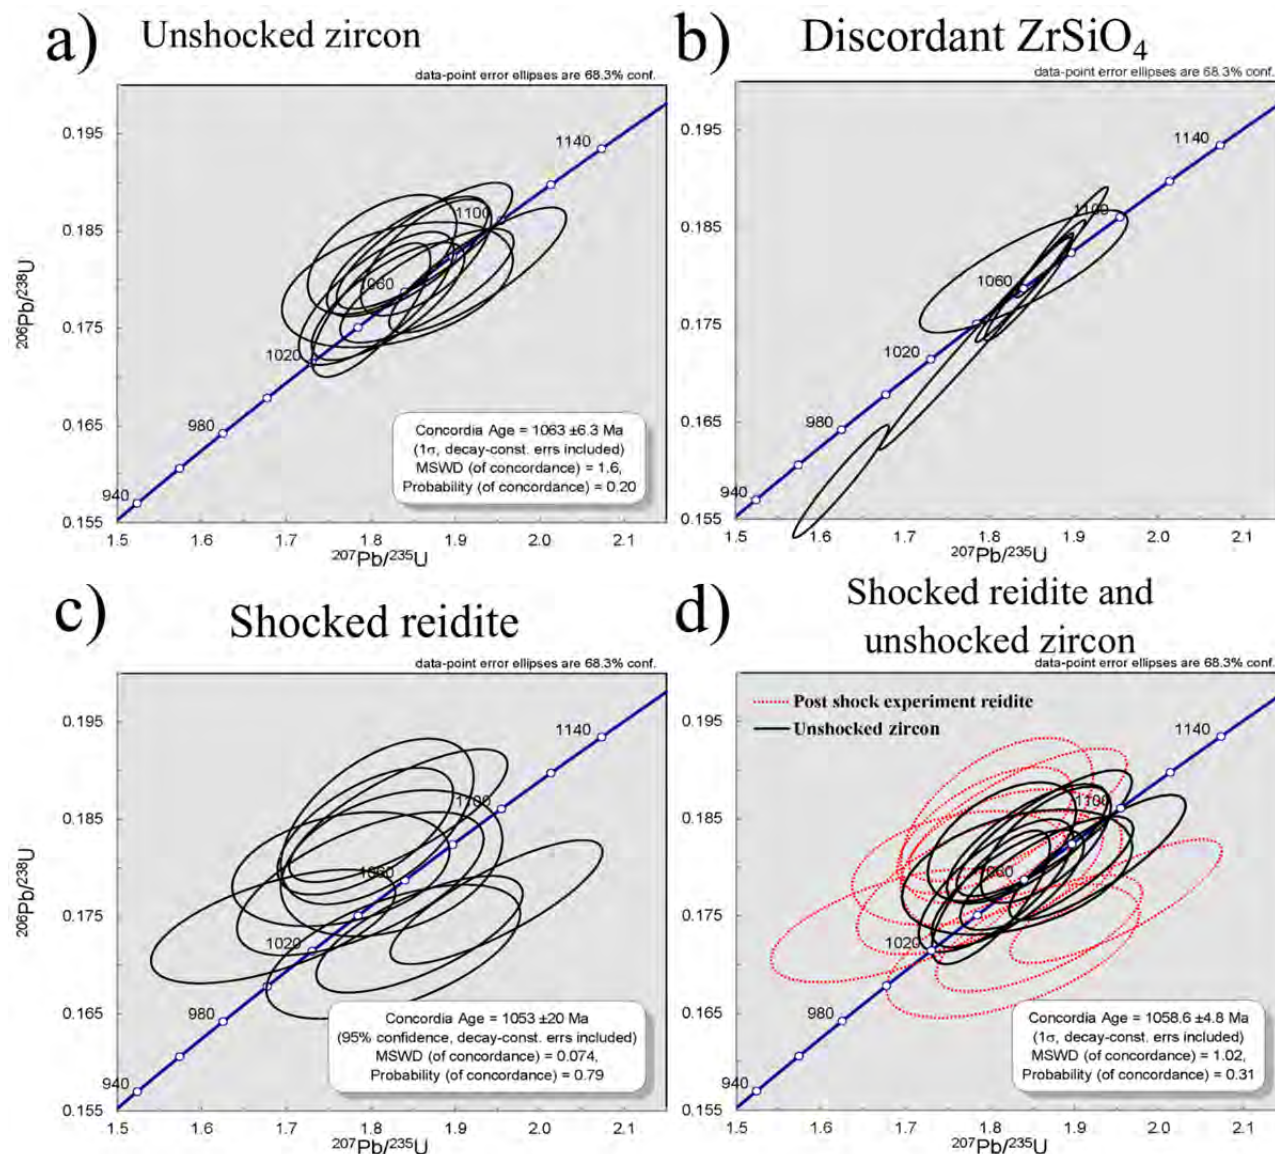 a) Unshocked zircon
data-point error ellipses are 68.3% conf.
0.195
0.185
0.175
0.165
0.155
206Pb/238U
1140
1100
1060
1020
980
940
Concordia Age = 1063 ±6.3 Ma
(1σ, decay-const. errs included)
MSWD (of concordance) = 1.6,
Probability (of concordance) = 0.20
1.5 1.6 1.7 1.8 1.9 2.0 2.1
207Pb/235U
b) Discordant ZrSiO4
data-point error ellipses are 68.3% conf.
0.195
0.185
0.175
0.165
0.155
1140
1100
1060
1020
980
940
1.5 1.6 1.7 1.8 1.9 2.0 2.1
207Pb/235U
c) Shocked reidite
data-point error ellipses are 68.3% conf.
0.195
0.185
0.175
0.165
0.155
206Pb/238U
1140
1100
1060
1020
980
940
Concordia Age = 1053 ±20 Ma
(95% confidence, decay-const. errs included)
MSWD (of concordance) = 0.074,
Probability (of concordance) = 0.79
1.5 1.6 1.7 1.8 1.9 2.0 2.1
207Pb/235U
d) Shocked reidite and
unshocked zircon
data-point error ellipses are 68.3% conf.
Post shock experiment reidite
Unshocked zircon
0.195
0.185
0.175
0.165
0.155
1140
1100
1060
1020
980
940
Concordia Age = 1058.6 ±4.8 Ma
(1σ, decay-const. errs included)
MSWD (of concordance) = 1.02,
Probability (of concordance) = 0.31
1.5 1.6 1.7 1.8 1.9 2.0 2.1
207Pb/235U